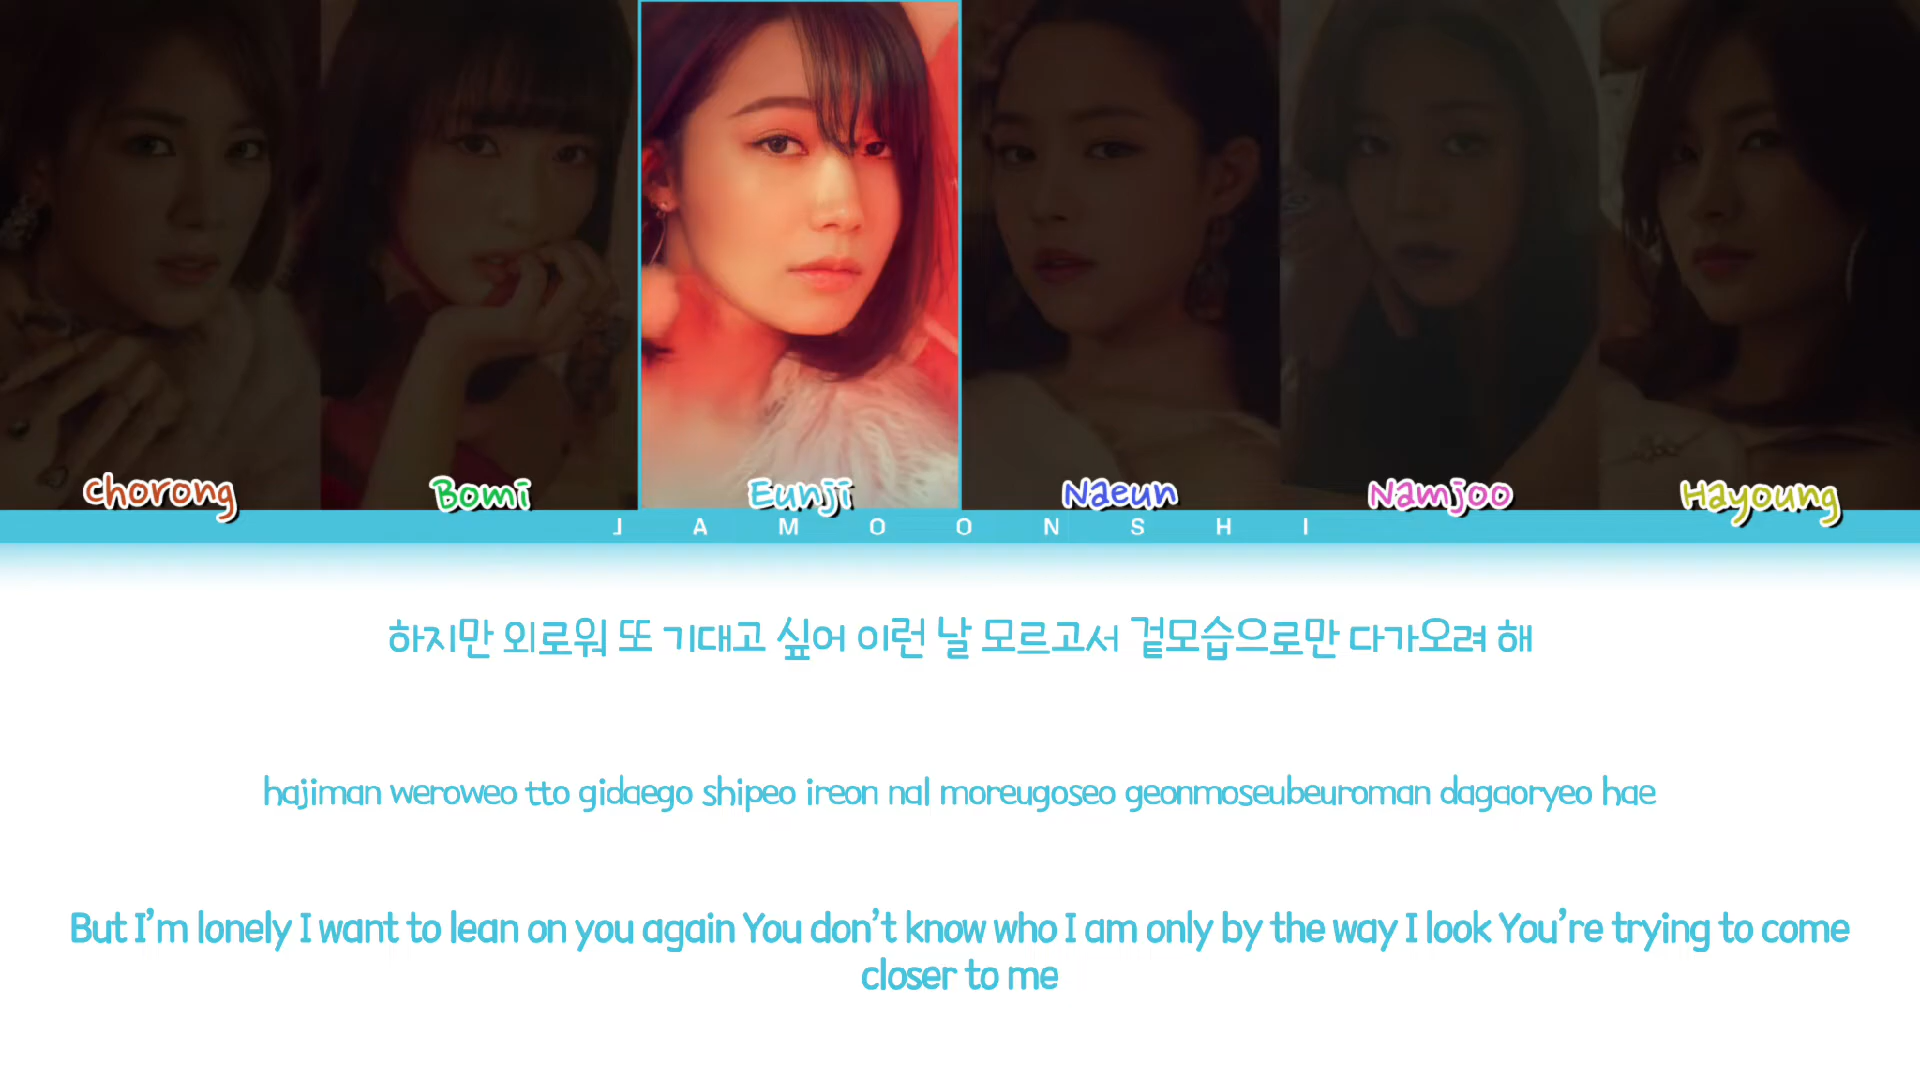 Chorong
Bomi
Eunji
Naeun
Namjoo
Hayoung
JAMOONSHI
하지만 외로워 또 기대고 싶어 이런 날 모르고서 겉모습으로만 다가오려 해
hajiman weroweo tto gidaego shipeo ireon nal moreugoseo geonmoseubeuroman dagaoryeo hae
But I'm lonely I want to lean on you again You don't know who I am only by the way I look You're trying to come
closer to me